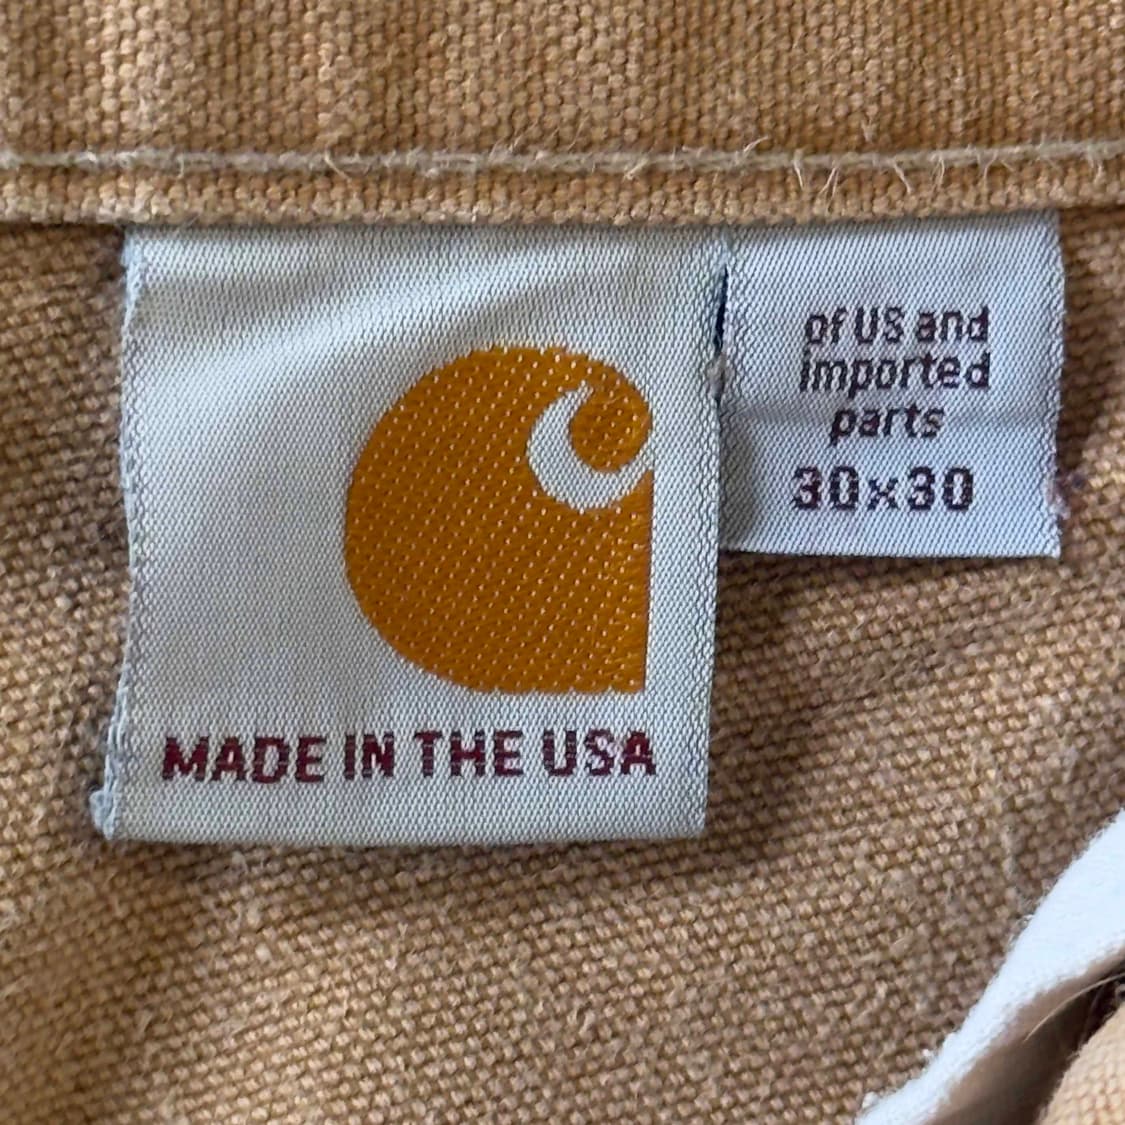 MADE IN THE USA
of US and
imported
parts
30x30